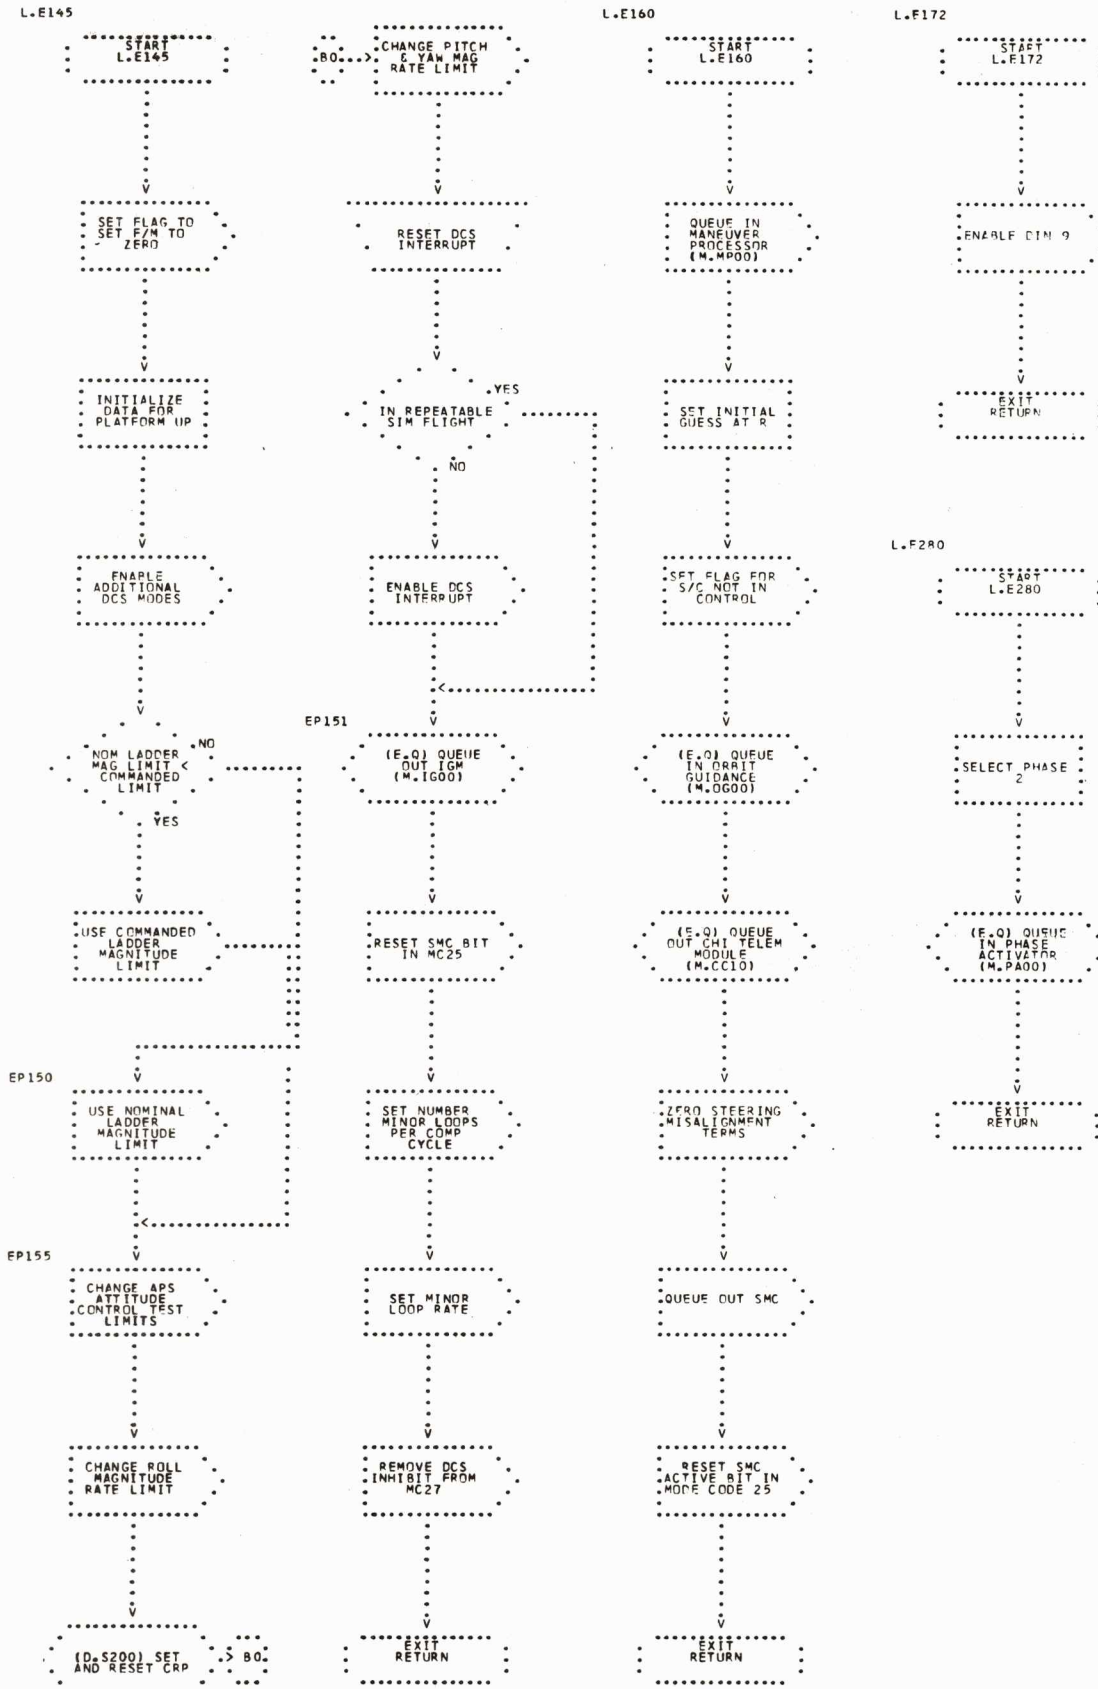 L.E145
START
L.E145
SET FLAG TO
SET F/M TO
- ZERO
INITIALIZE
DATA FOR
PLATFORM UP
ENABLE
ADDITIONAL
DCS MODES
NOM LADDER
MAG LIMIT <
COMMANDED
LIMIT
NO
YES
USE COMMANDED
LADDER
MAGNITUDE
LIMIT
EP150
USE NOMINAL
LADDER
MAGNITUDE
LIMIT
EP155
CHANGE APS
ATTITUDE
CONTROL TEST
LIMITS
CHANGE ROLL
MAGNITUDE
RATE LIMIT
(D.S200) SET
AND RESET CRP
B0
B0
CHANGE PITCH
& YAW MAG
RATE LIMIT
RESET DCS
INTERRUPT
IN REPEATABLE
SIM FLIGHT
YES
NO
ENABLE DCS
INTERRUPT
EP151
(E.Q) QUEUE
OUT IGM
(M.IG00)
RESET SMC BIT
IN MC25
SET NUMBER
MINOR LOOPS
PER COMP
CYCLE
SET MINOR
LOOP RATE
REMOVE DCS
INHIBIT FROM
MC27
EXIT
RETURN
L.E160
START
L.E160
QUEUE IN
MANEUVER
PROCESSOR
(M.MP00)
SET INITIAL
GUESS AT R
SET FLAG FOR
S/C NOT IN
CONTROL
(E.Q) QUEUE
IN ORBIT
GUIDANCE
(M.OG00)
(E.Q) QUEUE
OUT CHI TELEM
MODULE
(M.CC10)
ZERO STEERING
MISALIGNMENT
TERMS
QUEUE OUT SMC
RESET SMC
ACTIVE BIT IN
MODE CODE 25
EXIT
RETURN
L.E172
START
L.E172
ENABLE DIN 9
EXIT
RETURN
L.E280
START
L.E280
SELECT PHASE
2
(E.Q) QUEUE
IN PHASE
ACTIVATOR
(M.PA00)
EXIT
RETURN